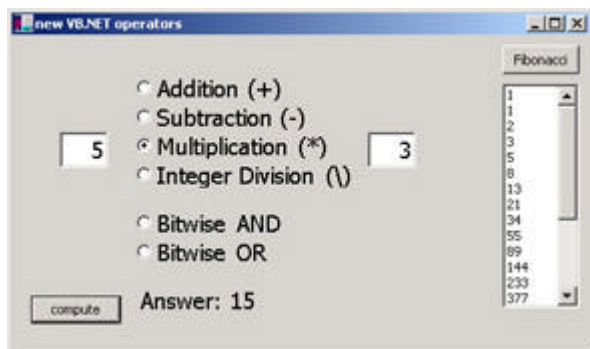 new VB.NET operators
Fibonacci
Addition (+)
Subtraction (-)
5
Multiplication (*)
3
Integer Division (\)
Bitwise AND
Bitwise OR
compute
Answer: 15
1
1
2
3
5
8
13
21
34
55
89
144
233
377